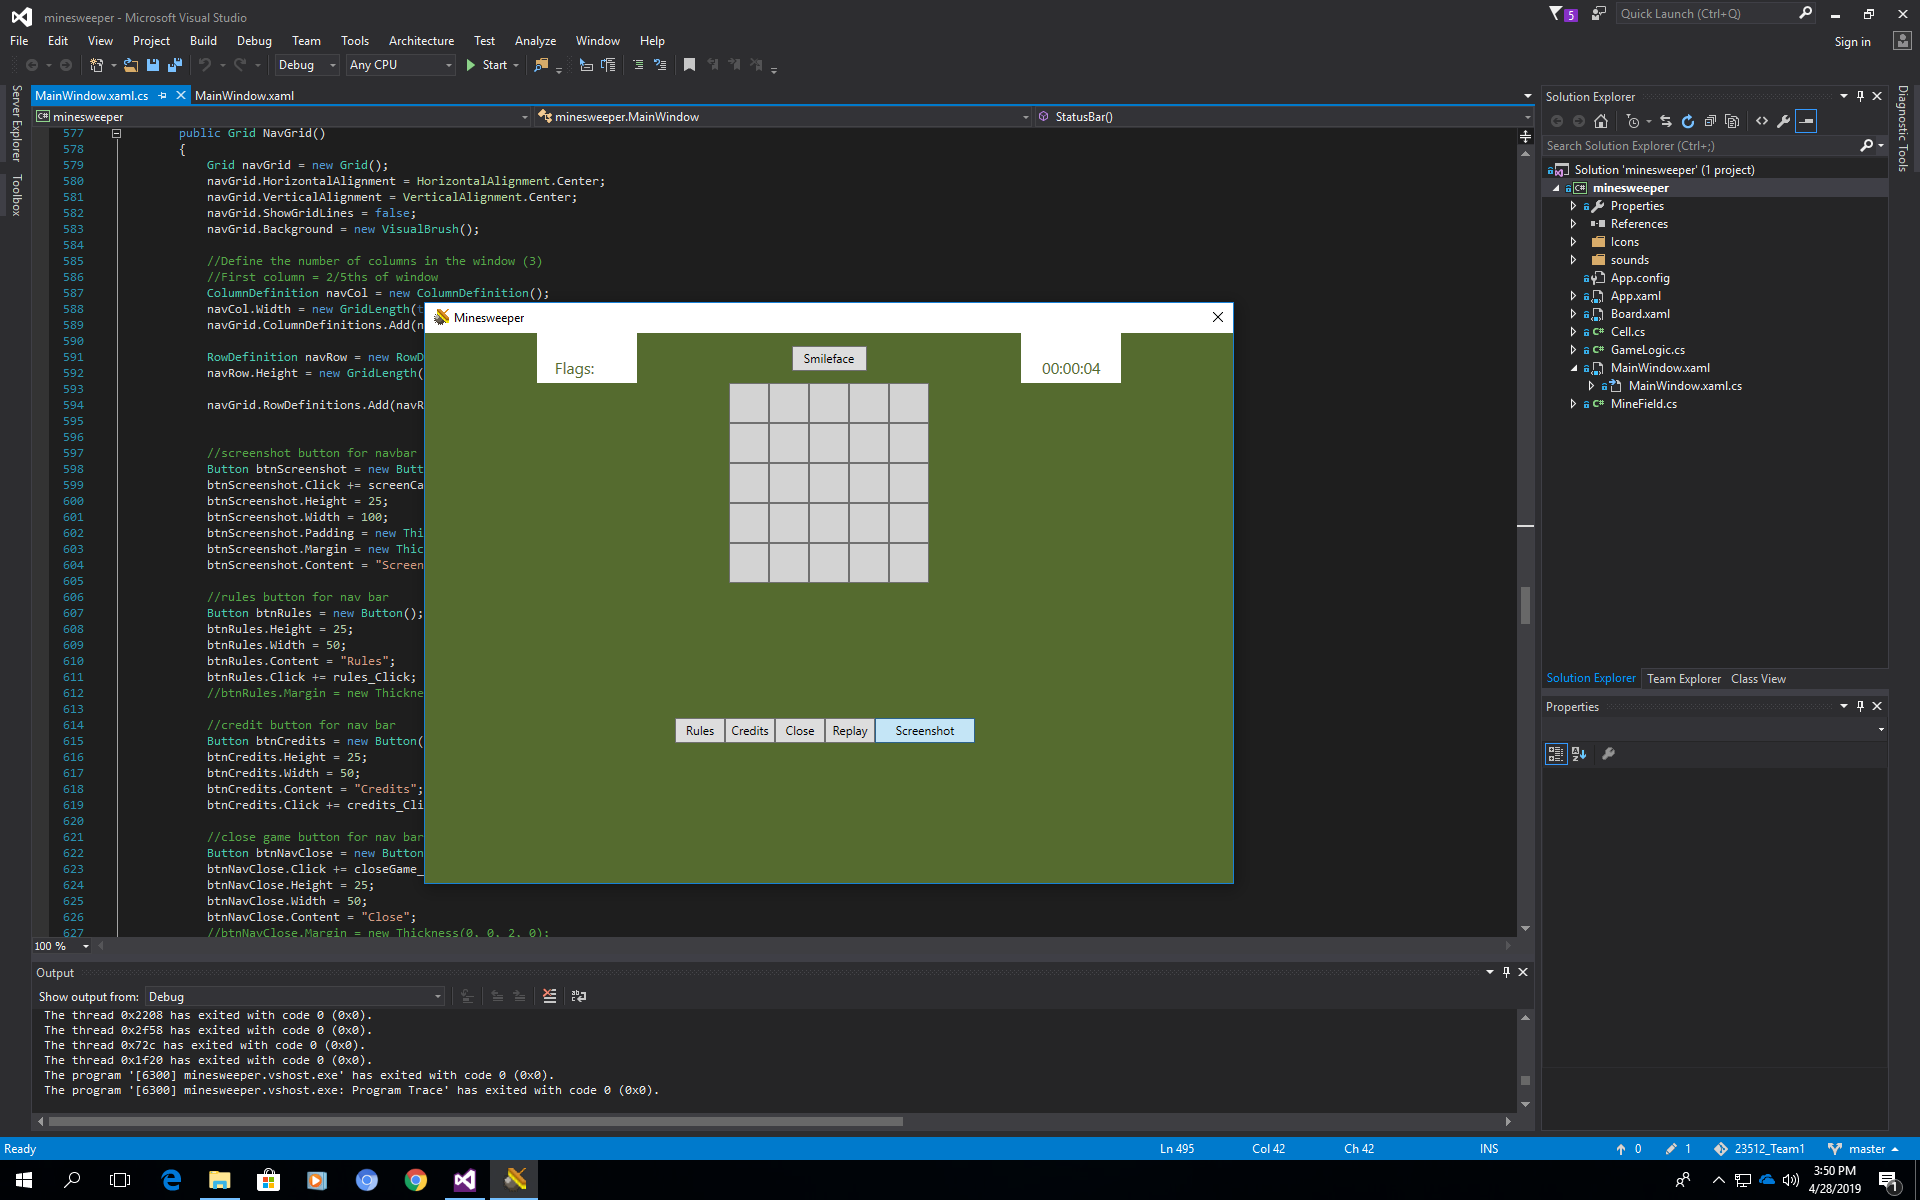 minesweeper - Microsoft Visual Studio
5
Quick Launch (Ctrl+Q)
File Edit View Project Build Debug Team Tools Architecture Test Analyze Window Help
Sign in
Debug Any CPU Start
Server Explorer
Toolbox
MainWindow.xaml.cs MainWindow.xaml
minesweeper minesweeper.MainWindow StatusBar()
577 public Grid NavGrid()
578 {
579 Grid navGrid = new Grid();
580 navGrid.HorizontalAlignment = HorizontalAlignment.Center;
581 navGrid.VerticalAlignment = VerticalAlignment.Center;
582 navGrid.ShowGridLines = false;
583 navGrid.Background = new VisualBrush();
584
585 //Define the number of columns in the window (3)
586 //First column = 2/5ths of window
587 ColumnDefinition navCol = new ColumnDefinition();
588 navCol.Width = new GridLength(
589 navGrid.ColumnDefinitions.Add(
590
591 RowDefinition navRow = new RowD
592 navRow.Height = new GridLength(
593
594 navGrid.RowDefinitions.Add(navR
595
596
597 //screenshot button for navbar
598 Button btnScreenshot = new Butt
599 btnScreenshot.Click += screenCa
600 btnScreenshot.Height = 25;
601 btnScreenshot.Width = 100;
602 btnScreenshot.Padding = new Thi
603 btnScreenshot.Margin = new Thic
604 btnScreenshot.Content = "Screen
605
606 //rules button for nav bar
607 Button btnRules = new Button();
608 btnRules.Height = 25;
609 btnRules.Width = 50;
610 btnRules.Content = "Rules";
611 btnRules.Click += rules_Click;
612 //btnRules.Margin = new Thickne
613
614 //credit button for nav bar
615 Button btnCredits = new Button(
616 btnCredits.Height = 25;
617 btnCredits.Width = 50;
618 btnCredits.Content = "Credits";
619 btnCredits.Click += credits_Cli
620
621 //close game button for nav bar
622 Button btnNavClose = new Button
623 btnNavClose.Click += closeGame_
624 btnNavClose.Height = 25;
625 btnNavClose.Width = 50;
626 btnNavClose.Content = "Close";
627 //btnNavClose.Margin = new Thickness(0, 0, 2, 0);
100 %
Minesweeper
Flags: Smileface 00:00:04
Rules Credits Close Replay Screenshot
Output
Show output from: Debug
The thread 0x2208 has exited with code 0 (0x0).
The thread 0x2f58 has exited with code 0 (0x0).
The thread 0x72c has exited with code 0 (0x0).
The thread 0x1f20 has exited with code 0 (0x0).
The program '[6300] minesweeper.vshost.exe' has exited with code 0 (0x0).
The program '[6300] minesweeper.vshost.exe: Program Trace' has exited with code 0 (0x0).
Solution Explorer
Search Solution Explorer (Ctrl+;)
Solution 'minesweeper' (1 project)
minesweeper
Properties
References
Icons
sounds
App.config
App.xaml
Board.xaml
Cell.cs
GameLogic.cs
MainWindow.xaml
MainWindow.xaml.cs
MineField.cs
Solution Explorer Team Explorer Class View
Properties
Diagnostic Tools
Ready Ln 495 Col 42 Ch 42 INS 0 1 23512_Team1 master
3:50 PM
4/28/2019
1